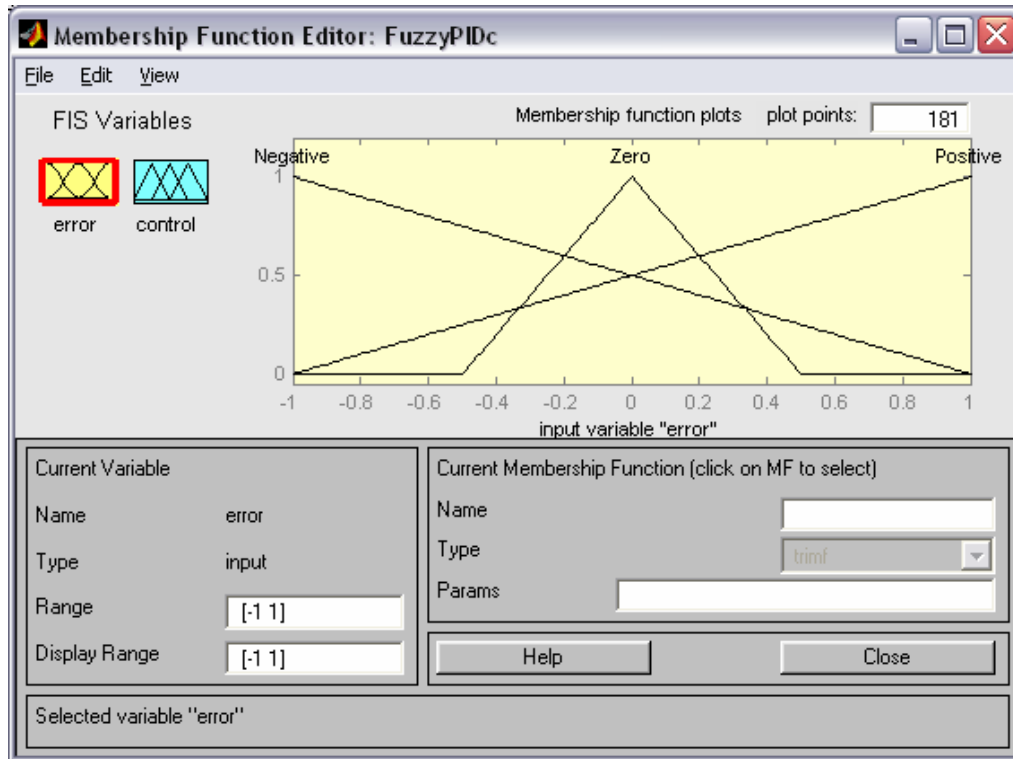 Membership Function Editor: FuzzyPIDc
File Edit View
FIS Variables
Membership function plots plot points: 181
error control
Negative Zero Positive
1
0.5
0
-1 -0.8 -0.6 -0.4 -0.2 0 0.2 0.4 0.6 0.8 1
input variable "error"
Current Variable
Name error
Type input
Range [-1 1]
Display Range [-1 1]
Current Membership Function (click on MF to select)
Name
Type trimf
Params
Help Close
Selected variable "error"